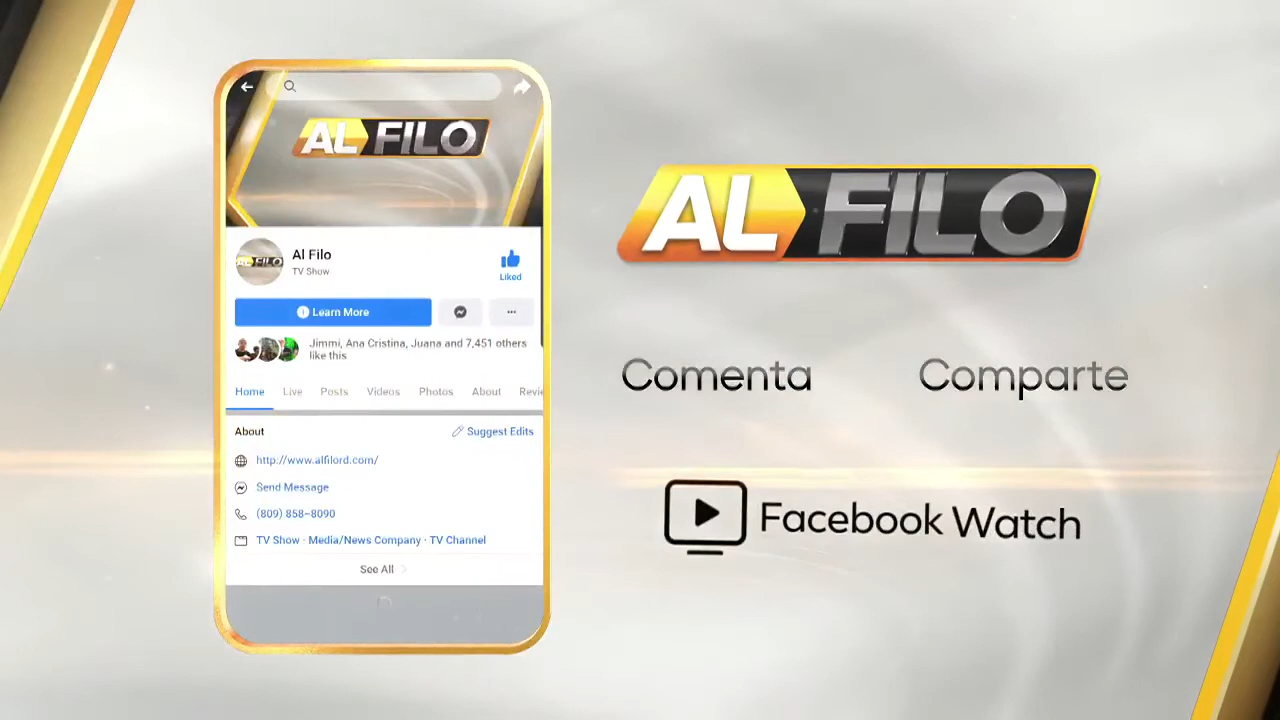 AL FILO
Al Filo
TV Show
Liked
Learn More
Jimmi, Ana Cristina, Juana and 7,451 others
like this
Home Live Posts Videos Photos About Revie
About
Suggest Edits
http://www.alfilord.com/
Send Message
(809) 858-8090
TV Show · Media/News Company · TV Channel
See All
AL FILO
Comenta Comparte
Facebook Watch